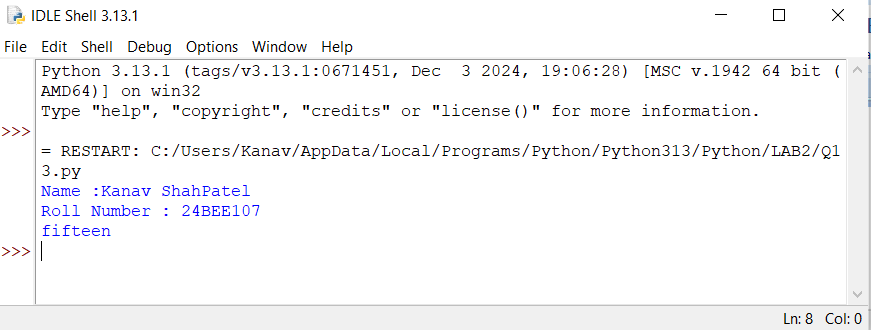 IDLE Shell 3.13.1
File Edit Shell Debug Options Window Help
Python 3.13.1 (tags/v3.13.1:0671451, Dec  3 2024, 19:06:28) [MSC v.1942 64 bit (
AMD64)] on win32
Type "help", "copyright", "credits" or "license()" for more information.
>>>
= RESTART: C:/Users/Kanav/AppData/Local/Programs/Python/Python313/Python/LAB2/Q1
3.py
Name :Kanav ShahPatel
Roll Number : 24BEE107
fifteen
>>>
Ln: 8 Col: 0